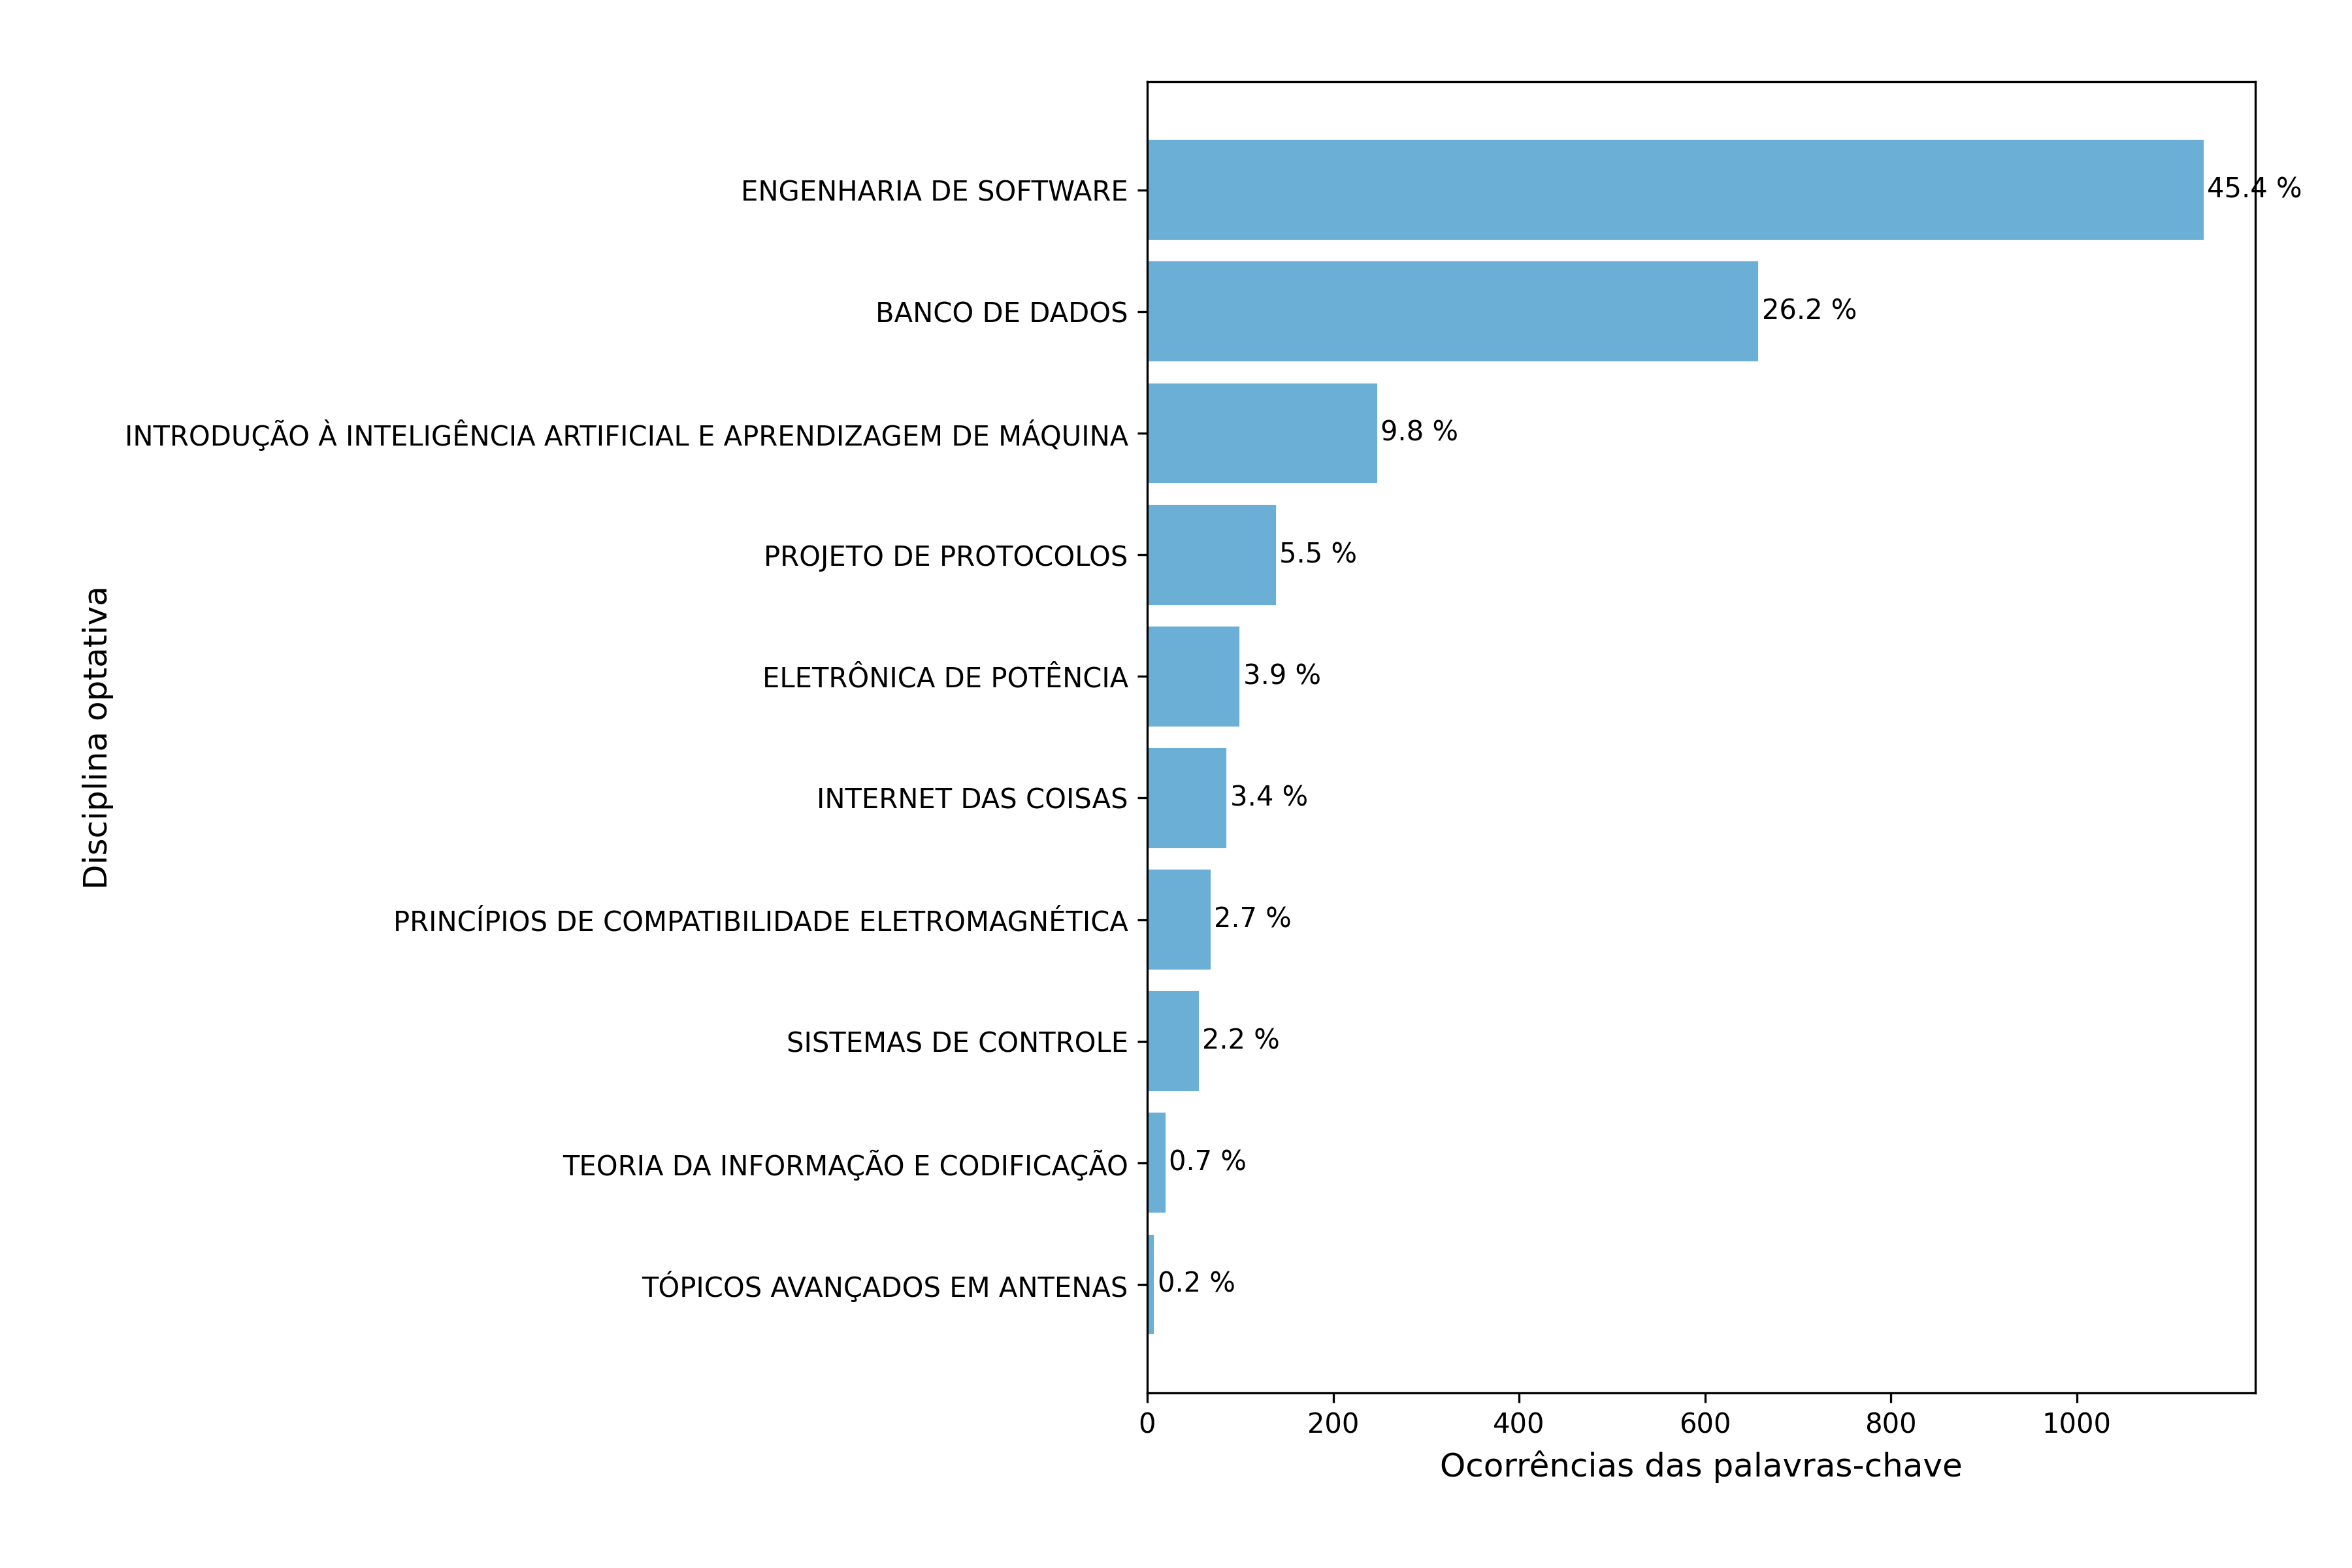 ENGENHARIA DE SOFTWARE
45.4 %
BANCO DE DADOS
26.2 %
INTRODUÇÃO À INTELIGÊNCIA ARTIFICIAL E APRENDIZAGEM DE MÁQUINA
9.8 %
PROJETO DE PROTOCOLOS
5.5 %
ELETRÔNICA DE POTÊNCIA
3.9 %
INTERNET DAS COISAS
3.4 %
PRINCÍPIOS DE COMPATIBILIDADE ELETROMAGNÉTICA
2.7 %
SISTEMAS DE CONTROLE
2.2 %
TEORIA DA INFORMAÇÃO E CODIFICAÇÃO
0.7 %
TÓPICOS AVANÇADOS EM ANTENAS
0.2 %
Disciplina optativa
0 200 400 600 800 1000
Ocorrências das palavras-chave